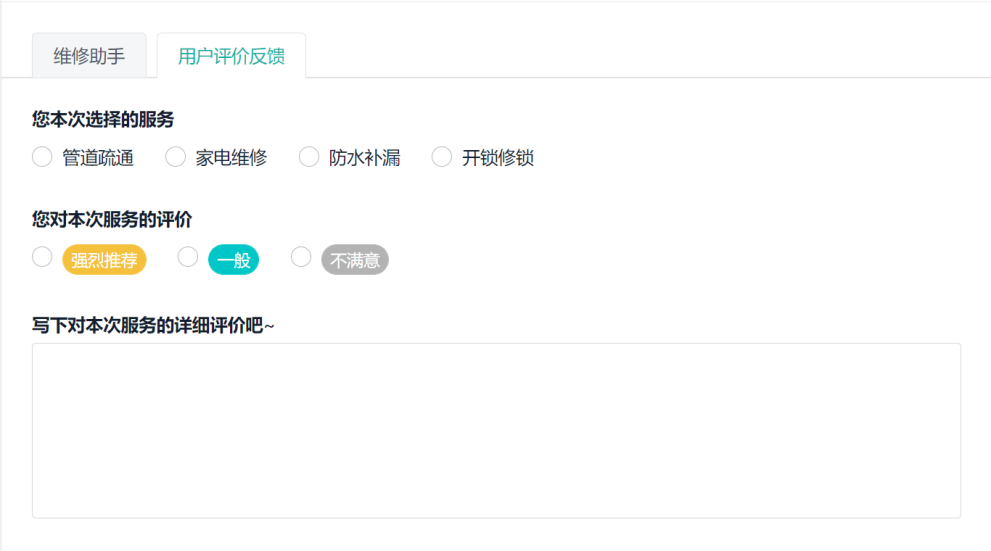 维修助手 用户评价反馈
您本次选择的服务
管道疏通 家电维修 防水补漏 开锁修锁
您对本次服务的评价
强烈推荐 一般 不满意
写下对本次服务的详细评价吧~